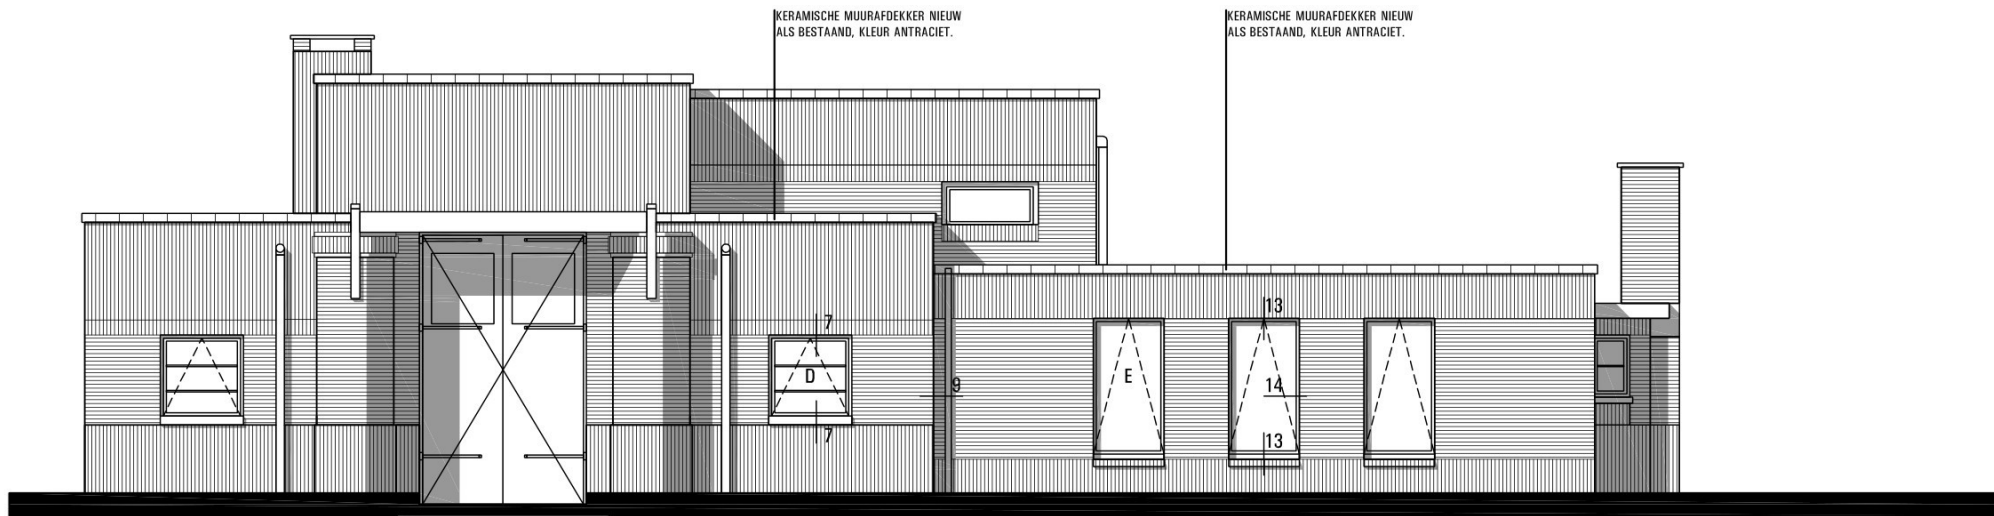 KERAMISCHE MUURAFDEKKER NIEUW
ALS BESTAAND, KLEUR ANTRACIET.
KERAMISCHE MUURAFDEKKER NIEUW
ALS BESTAAND, KLEUR ANTRACIET.
7
D
7
9
13
E
14
13